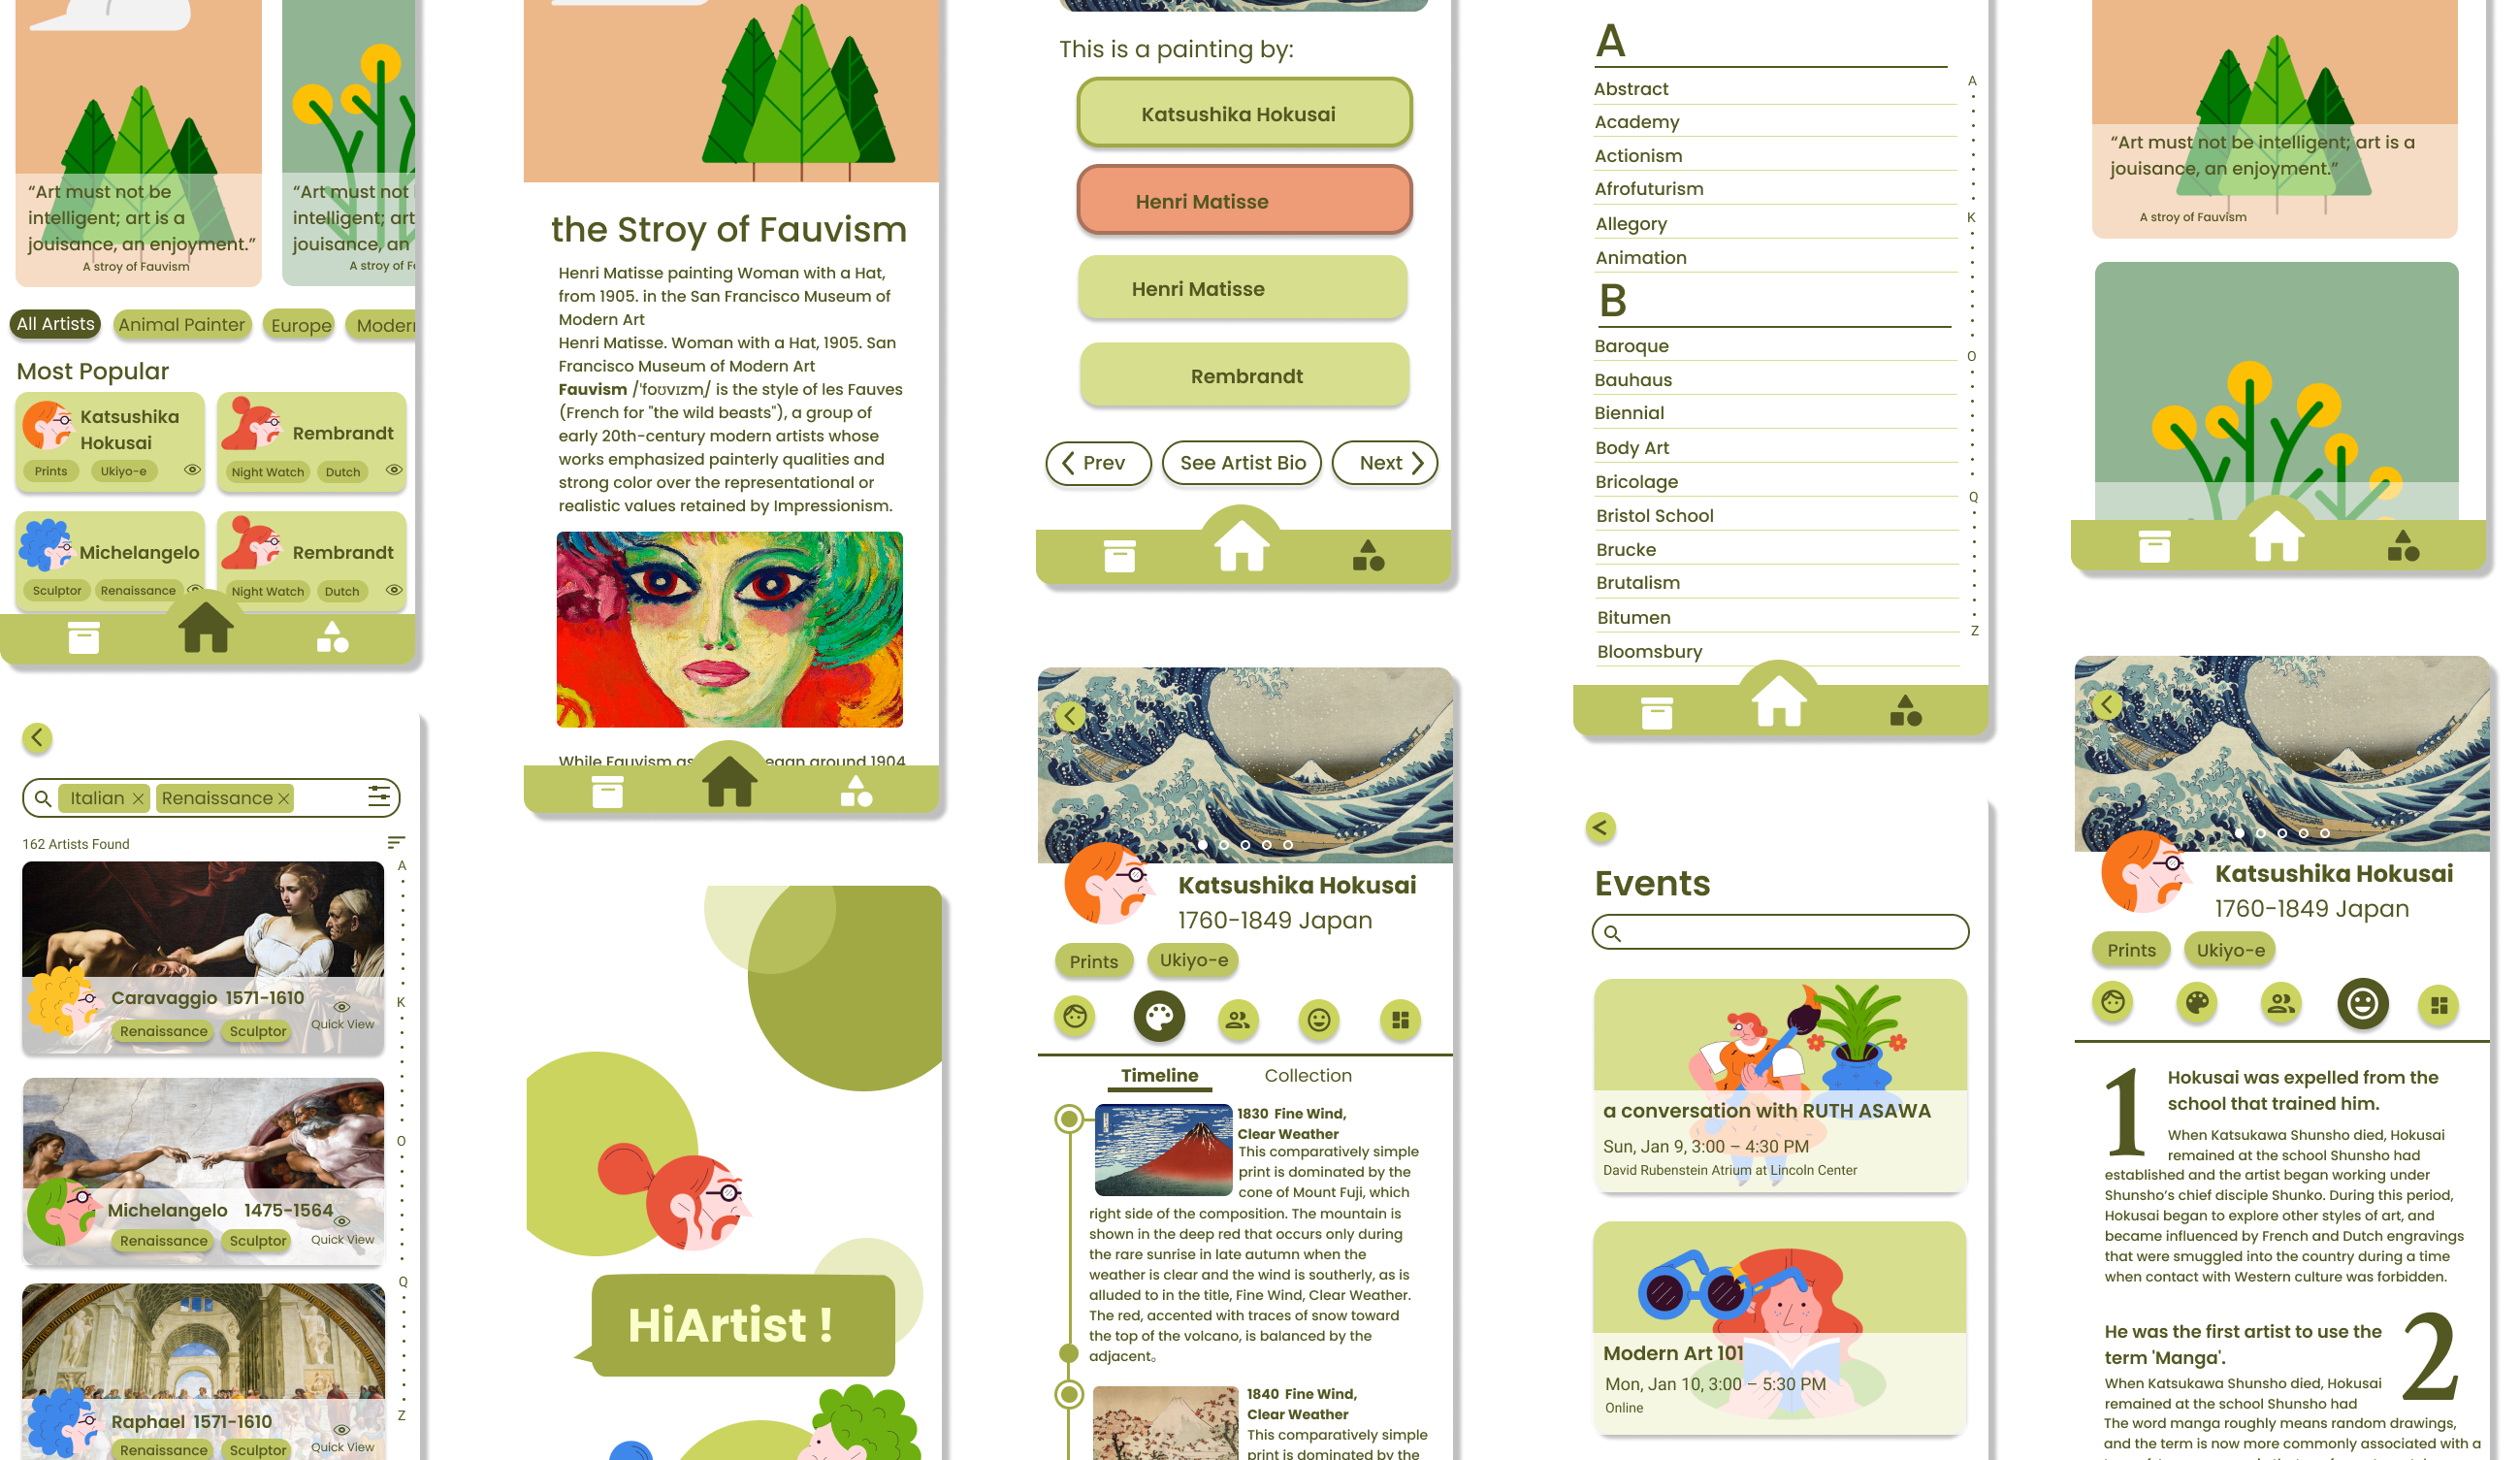 “Art must not be
intelligent; art is a
jouisance, an enjoyment.”
A stroy of Fauvism
“Art must not
intelligent; art
jouisance, an
A stroy of
All Artists
Animal Painter
Europe
Modern
Most Popular
Katsushika
Hokusai
Prints
Ukiyo-e
Rembrandt
Night Watch
Dutch
Michelangelo
Sculptor
Renaissance
Rembrandt
Night Watch
Dutch
Italian
Renaissance
162 Artists Found
A
K
O
Q
Z
Caravaggio 1571-1610
Renaissance
Sculptor
Quick View
Michelangelo 1475-1564
Renaissance
Sculptor
Quick View
Raphael 1571-1610
Renaissance
Sculptor
Quick View
the Stroy of Fauvism
Henri Matisse painting Woman with a Hat,
from 1905. in the San Francisco Museum of
Modern Art
Henri Matisse. Woman with a Hat, 1905. San
Francisco Museum of Modern Art
Fauvism /ˈfoʊvɪzm̩/ is the style of les Fauves
(French for "the wild beasts"), a group of
early 20th-century modern artists whose
works emphasized painterly qualities and
strong color over the representational or
realistic values retained by Impressionism.
While Fauvism as
egan around 1904
HiArtist !
This is a painting by:
Katsushika Hokusai
Henri Matisse
Henri Matisse
Rembrandt
Prev
See Artist Bio
Next
Katsushika Hokusai
1760-1849 Japan
Prints
Ukiyo-e
Timeline
Collection
1830 Fine Wind,
Clear Weather
This comparatively simple
print is dominated by the
cone of Mount Fuji, which
right side of the composition. The mountain is
shown in the deep red that occurs only during
the rare sunrise in late autumn when the
weather is clear and the wind is southerly, as is
alluded to in the title, Fine Wind, Clear Weather.
The red, accented with traces of snow toward
the top of the volcano, is balanced by the
adjacent。
1840 Fine Wind,
Clear Weather
This comparatively simple
print is dominated by the
A
Abstract
Academy
Actionism
Afrofuturism
Allegory
Animation
B
Baroque
Bauhaus
Biennial
Body Art
Bricolage
Bristol School
Brucke
Brutalism
Bitumen
Bloomsbury
A
K
O
Q
Z
Events
a conversation with RUTH ASAWA
Sun, Jan 9, 3:00 – 4:30 PM
David Rubenstein Atrium at Lincoln Center
Modern Art 101
Mon, Jan 10, 3:00 – 5:30 PM
Online
“Art must not be intelligent; art is a
jouisance, an enjoyment.”
A stroy of Fauvism
Katsushika Hokusai
1760-1849 Japan
Prints
Ukiyo-e
1
Hokusai was expelled from the
school that trained him.
When Katsukawa Shunsho died, Hokusai
remained at the school Shunsho had
established and the artist began working under
Shunsho’s chief disciple Shunko. During this period,
Hokusai began to explore other styles of art, and
became influenced by French and Dutch engravings
that were smuggled into the country during a time
when contact with Western culture was forbidden.
2
He was the first artist to use the
term 'Manga'.
When Katsukawa Shunsho died, Hokusai
remained at the school Shunsho had
The word manga roughly means random drawings,
and the term is now more commonly associated with a